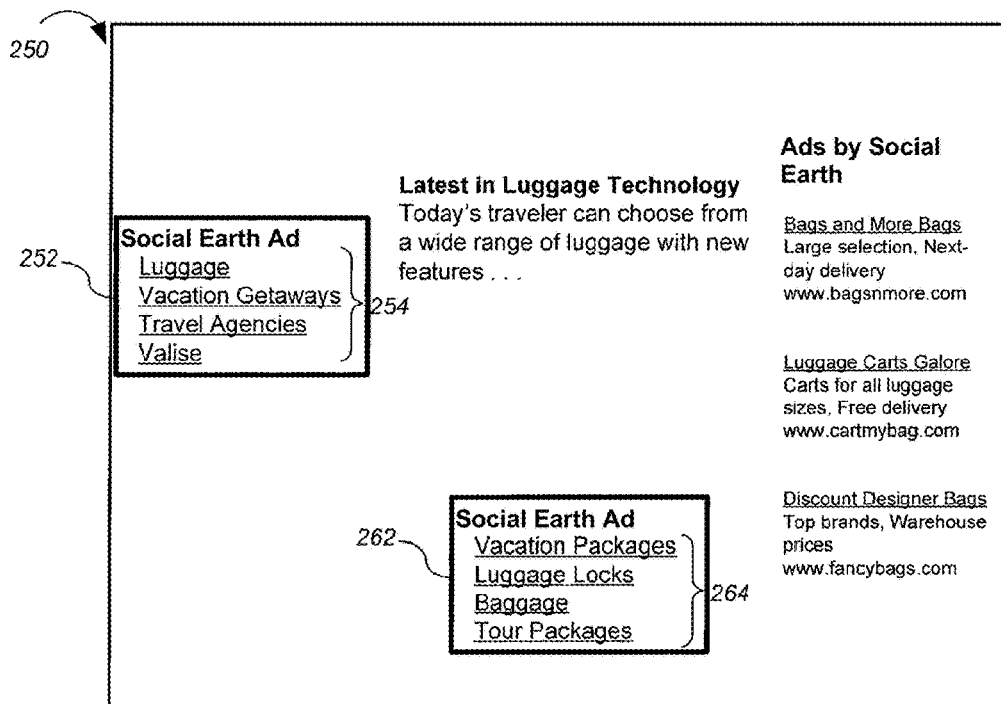 250
Latest in Luggage Technology
Today's traveler can choose from
a wide range of luggage with new
features . . .
252
Social Earth Ad
Luggage
Vacation Getaways
Travel Agencies
Valise
254
262
Social Earth Ad
Vacation Packages
Luggage Locks
Baggage
Tour Packages
264
Ads by Social
Earth
Bags and More Bags
Large selection, Next-
day delivery
www.bagsnmore.com
Luggage Carts Galore
Carts for all luggage
sizes, Free delivery
www.cartmybag.com
Discount Designer Bags
Top brands, Warehouse
prices
www.fancybags.com